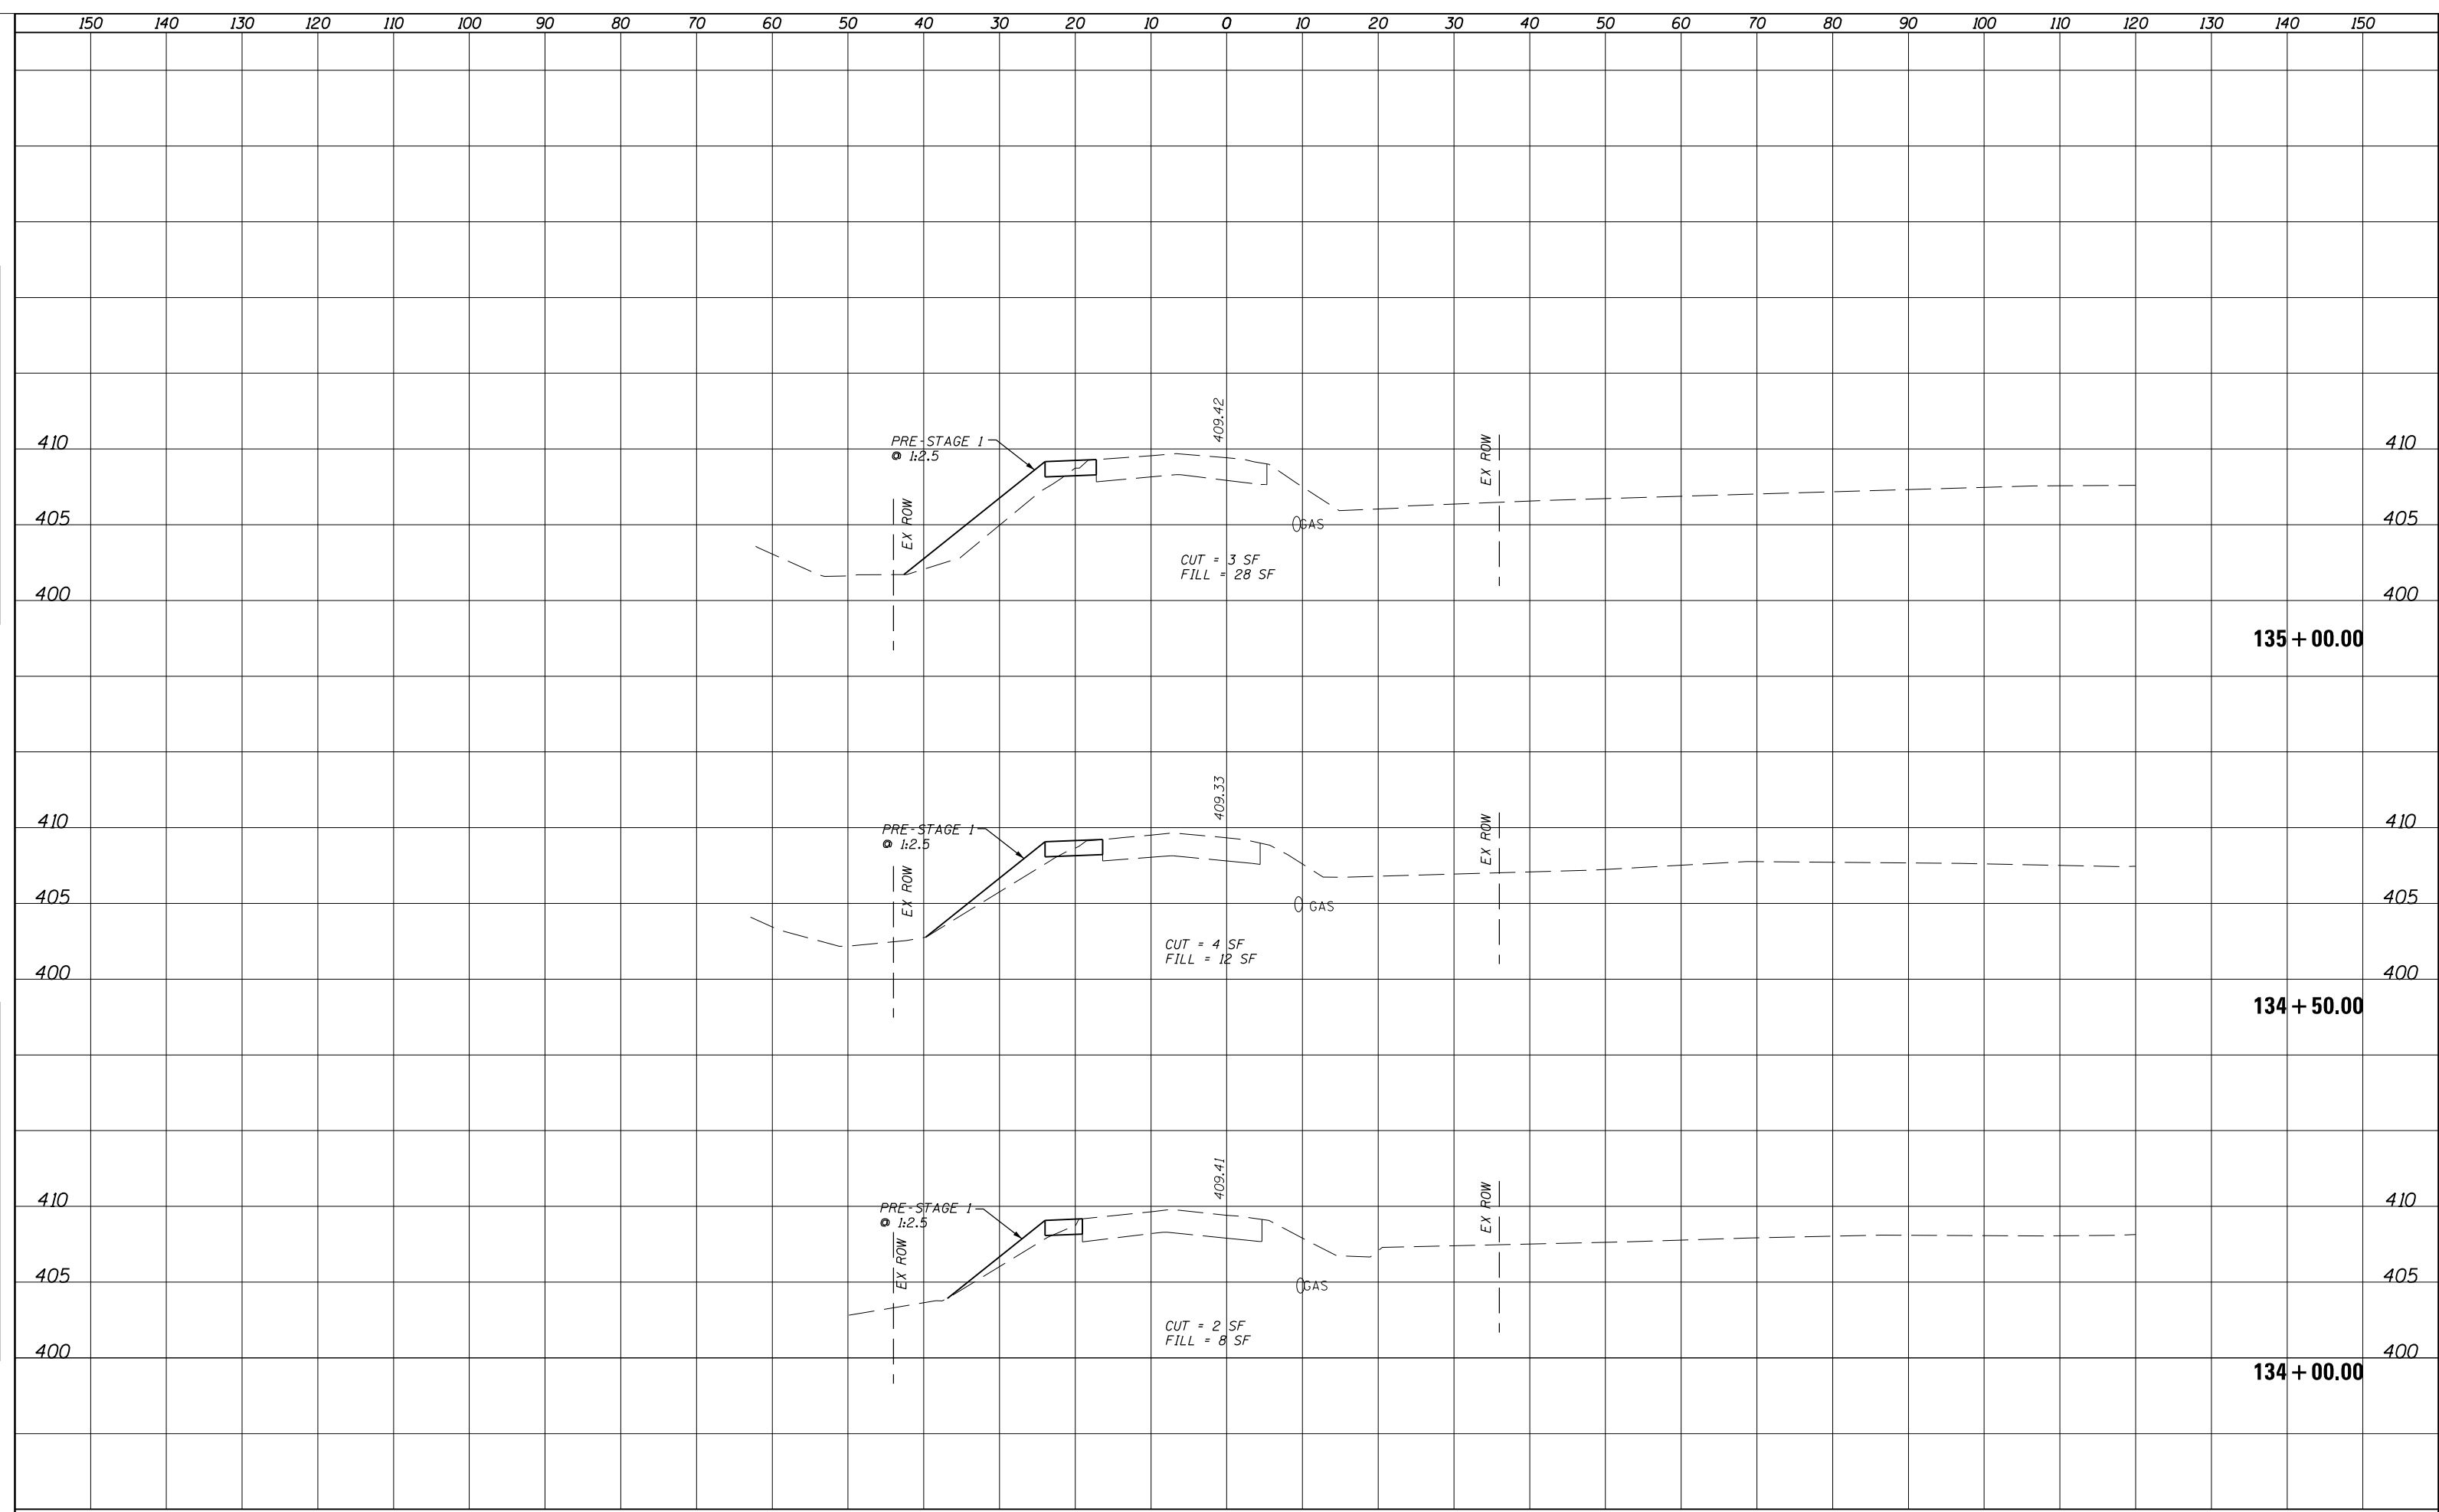 150 140 130 120 110 100 90 80 70 60 50 40 30 20 10 0 10 20 30 40 50 60 70 80 90 100 110 120 130 140 150
409.42
410 PRE-STAGE 1 EX ROW 410
@ 1:2.5
405 EX ROW GAS 405
CUT = 3 SF
FILL = 28 SF
400 400
135+00.00
409.33
410 PRE-STAGE 1 EX ROW 410
@ 1:2.5
405 EX ROW GAS 405
CUT = 4 SF
FILL = 12 SF
400 400
134+50.00
409.41
410 PRE-STAGE 1 EX ROW 410
@ 1:2.5
405 EX ROW GAS 405
CUT = 2 SF
FILL = 8 SF
400 400
134+00.00